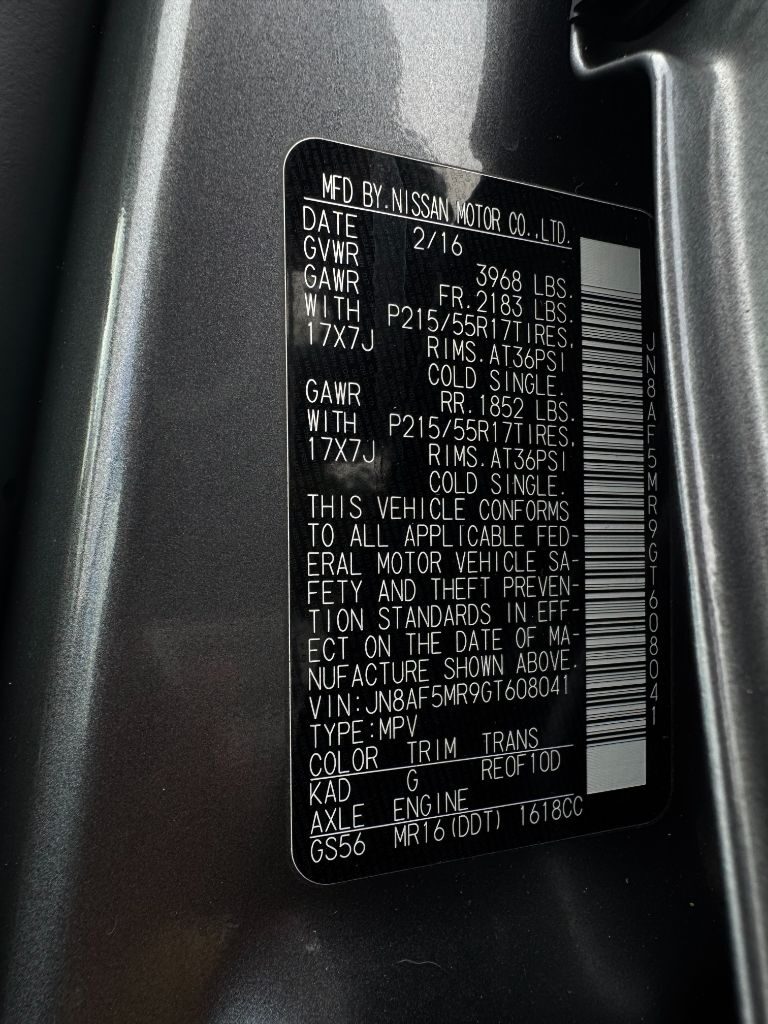 MFD BY.NISSAN MOTOR CO.,LTD.
DATE 2/16
GVWR 3968 LBS.
GAWR FR.2183 LBS.
WITH P215/55R17TIRES,
17X7J RIMS.AT36PSI
COLD SINGLE.
GAWR RR.1852 LBS.
WITH P215/55R17TIRES,
17X7J RIMS.AT36PSI
COLD SINGLE.
THIS VEHICLE CONFORMS
TO ALL APPLICABLE FED-
ERAL MOTOR VEHICLE SA-
FETY AND THEFT PREVEN-
TION STANDARDS IN EFF-
ECT ON THE DATE OF MA-
NUFACTURE SHOWN ABOVE.
VIN:JN8AF5MR9GT608041
TYPE:MPV
COLOR TRIM TRANS
KAD G RE0F10D
AXLE ENGINE
GS56 MR16(DDT) 1618CC
JN8AF5MR9GT608041